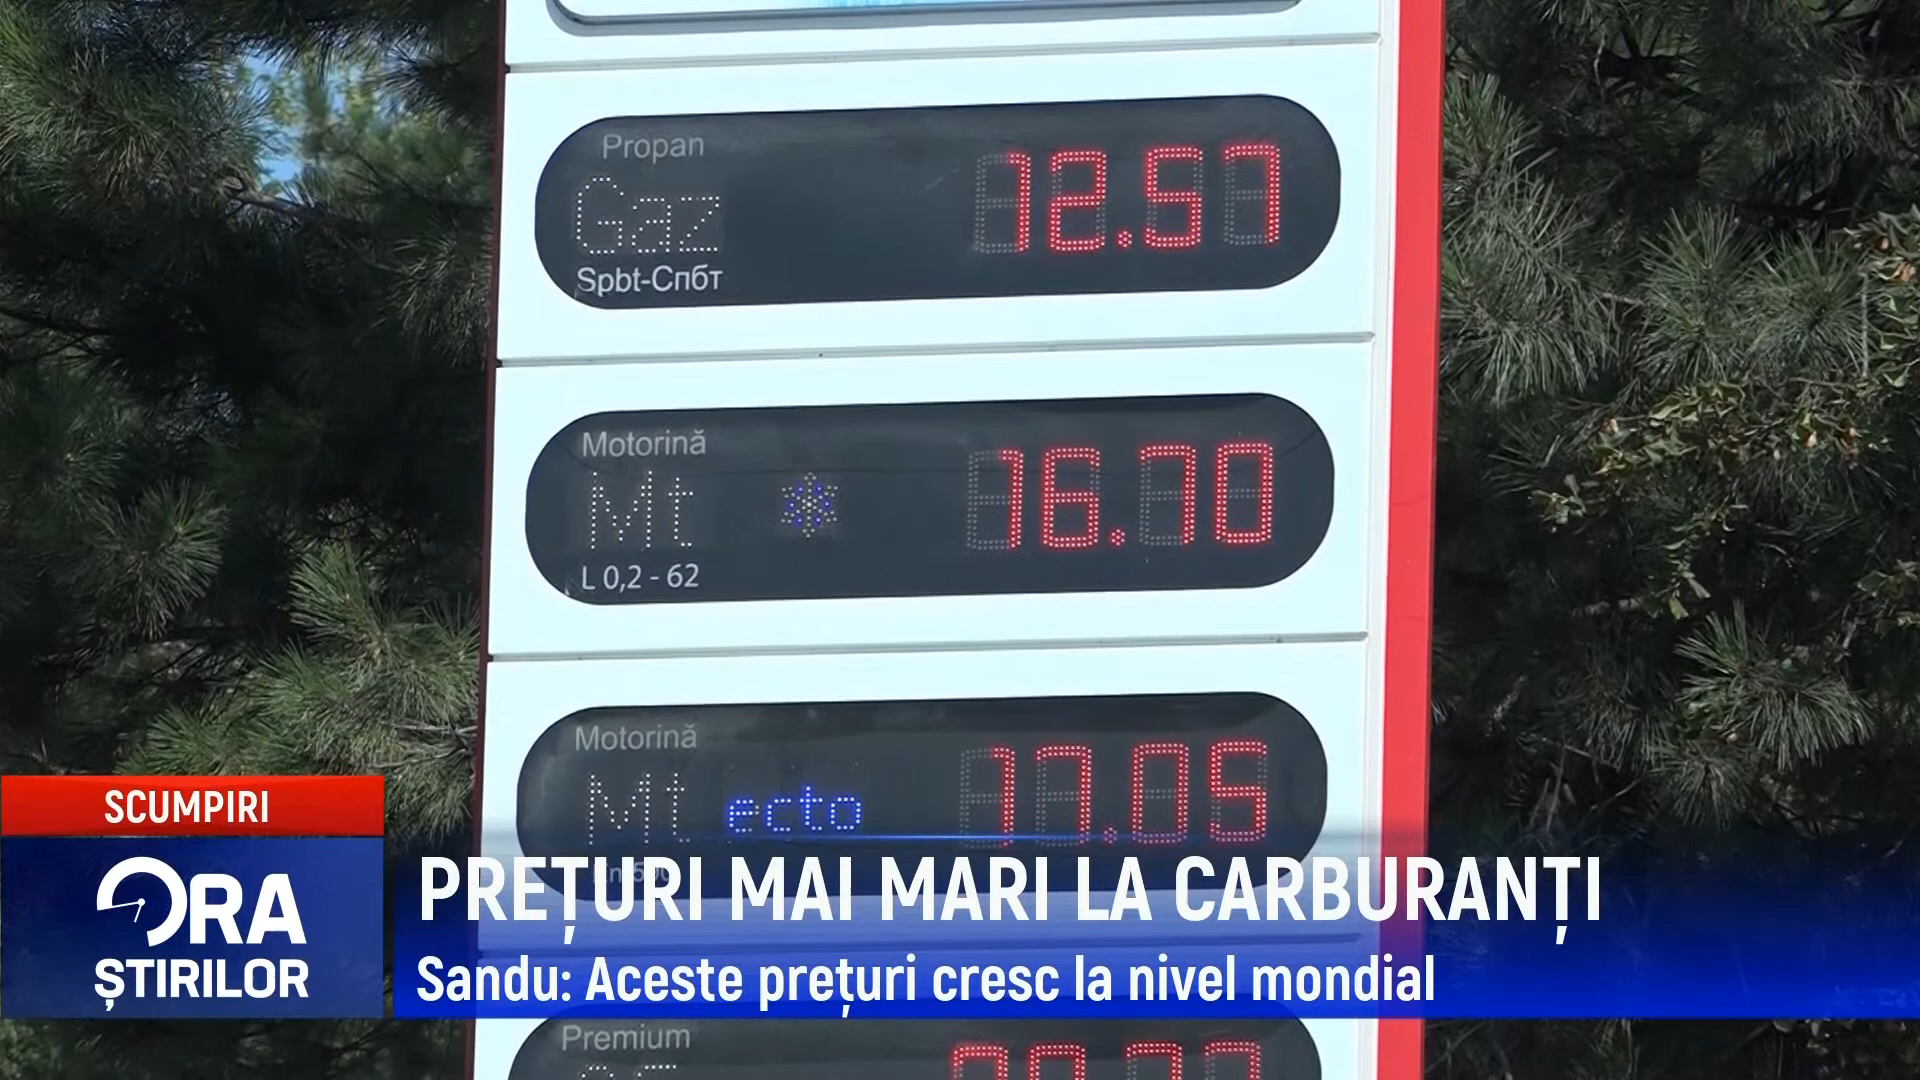 Propan
Gaz 12.57
Spbt-Спбт
Motorină
Mt 16.70
L 0,2 - 62
Motorină
Mt ecto 17.05
SCUMPIRI
ORA
ȘTIRILOR
PREȚURI MAI MARI LA CARBURANȚI
Sandu: Aceste prețuri cresc la nivel mondial
Premium